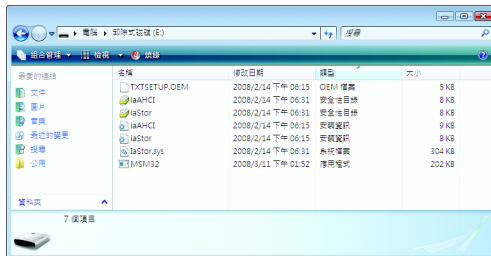 電腦 ▸ 卸除式磁碟 (E:)
搜尋
組合管理 檢視 燒錄
最愛的連結
文件
圖片
音樂
最近的變更
搜尋
公用
資料夾
名稱 修改日期 類型 大小
TXTSETUP.OEM 2008/2/14 下午 06:15 OEM 檔案 5 KB
iaAHCI 2008/2/14 下午 06:31 安全性目錄 8 KB
iaStor 2008/2/14 下午 06:31 安全性目錄 8 KB
iaAHCI 2008/2/14 下午 06:15 安裝資訊 9 KB
iaStor 2008/2/14 下午 06:15 安裝資訊 8 KB
IaStor.sys 2008/2/14 下午 06:31 系統檔案 304 KB
MSM32 2008/3/11 下午 01:52 應用程式 202 KB
7 個項目